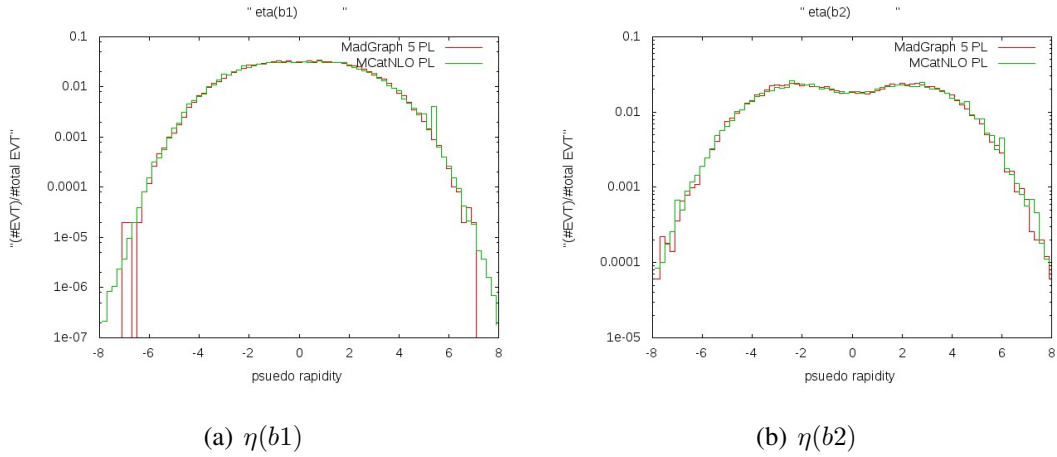 " eta(b1) "
"(#EVT)/#total EVT"
0.1
0.01
0.001
0.0001
1e-05
1e-06
1e-07
MadGraph 5 PL
MCatNLO PL
-8 -6 -4 -2 0 2 4 6 8
psuedo rapidity
(a) η(b1)
" eta(b2) "
"(#EVT)/#total EVT"
0.1
0.01
0.001
0.0001
1e-05
MadGraph 5 PL
MCatNLO PL
-8 -6 -4 -2 0 2 4 6 8
psuedo rapidity
(b) η(b2)